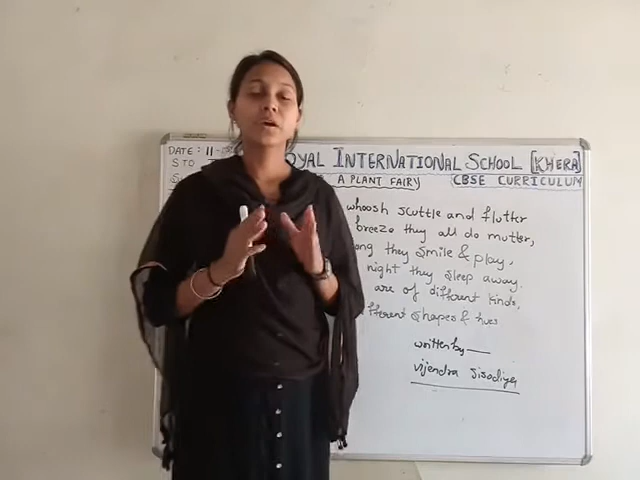 DATE: 11-
STD
OYAL INTERNATIONAL SCHOOL [KHERA]
A PLANT FAIRY CBSE CURRICULUM
whoosh scuttle and flutter
breeze they all do mutter,
ong they smile & play,
night they sleep away.
are of different kinds,
fferent shapes & hues
written by—
vijendra sisodiya